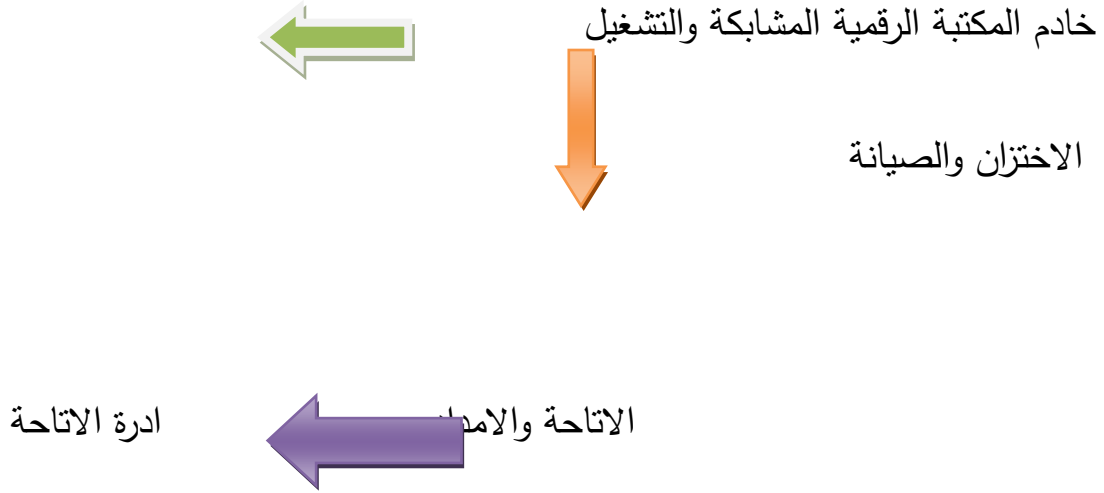 خادم المكتبة الرقمية المشابكة والتشغيل
الاختزان والصيانة
الاتاحة ادرة الاتاحة